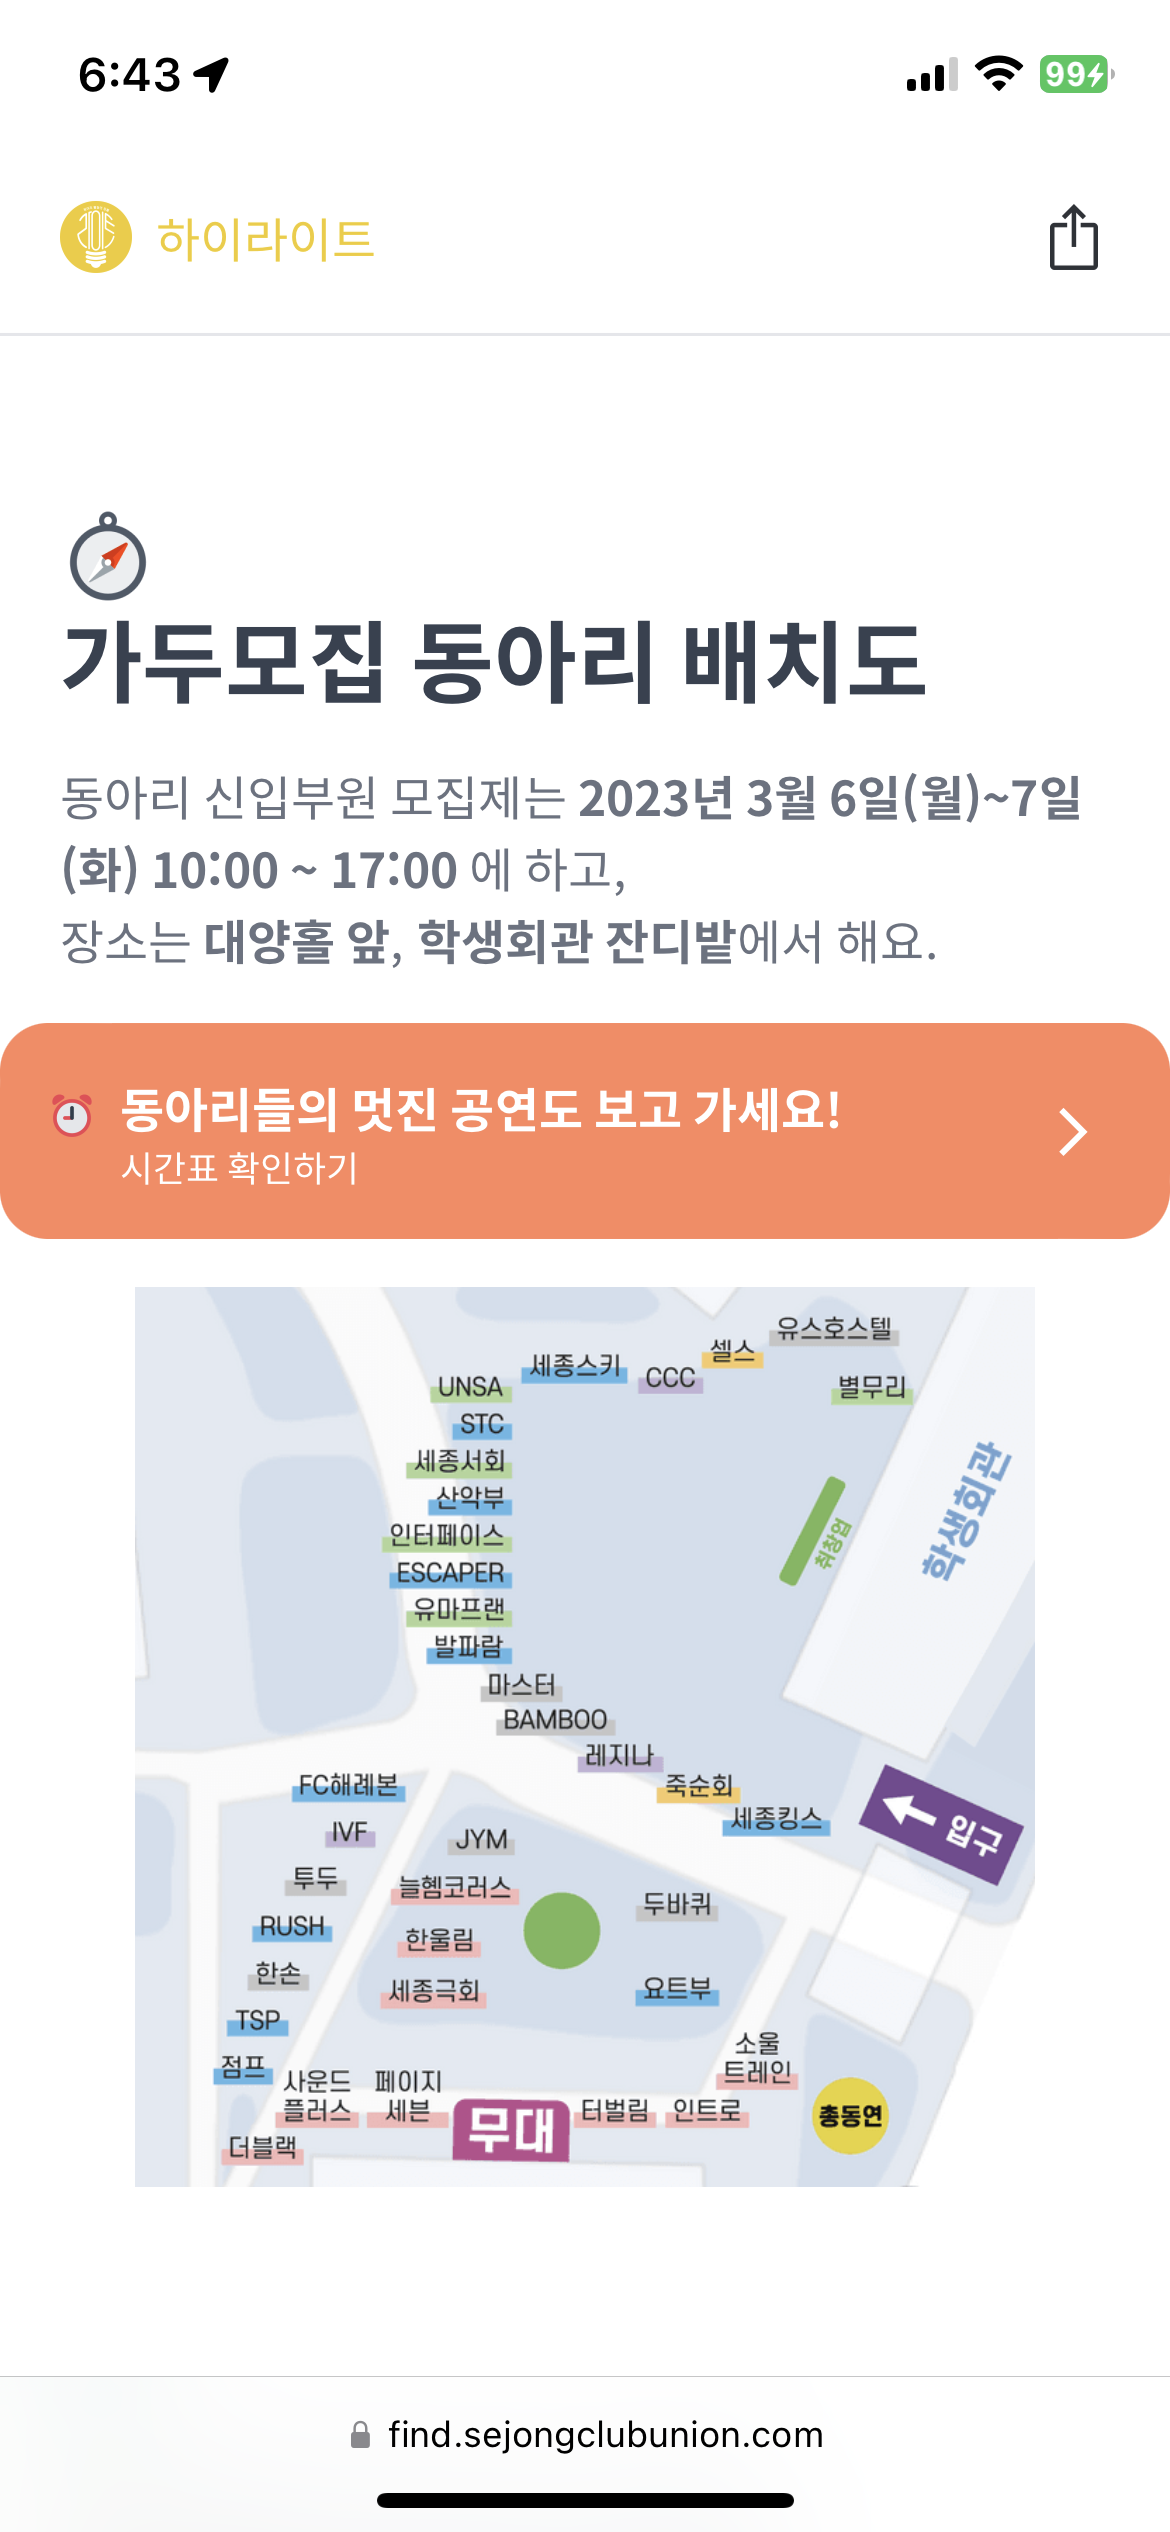 6:43
99
하이라이트
가두모집 동아리 배치도
동아리 신입부원 모집제는 2023년 3월 6일(월)~7일
(화) 10:00 ~ 17:00 에 하고,
장소는 대양홀 앞, 학생회관 잔디밭에서 해요.
동아리들의 멋진 공연도 보고 가세요!
시간표 확인하기
유스호스텔
셀스
세종스키
CCC
UNSA
별무리
STC
세종서회
산악부
인터페이스
ESCAPER
유마프랜
발파람
마스터
BAMBOO
레지나
죽순회
세종킹스
취창업
학생회관
입구
FC해례본
IVF
JYM
투두
늘혬코러스
두바퀴
RUSH
한울림
한손
세종극회
요트부
TSP
점프
사운드
플러스
페이지
세븐
무대
터벌림
인트로
소울
트레인
총동연
더블랙
find.sejongclubunion.com